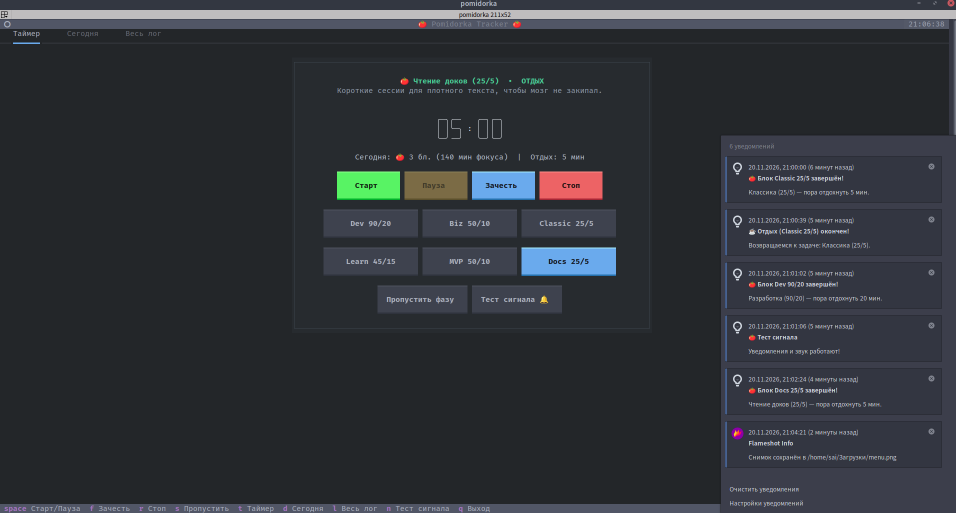 pomidorka
pomidorka 211x52
🍅 Pomidorka Tracker 🍅
21:06:38
Таймер Сегодня Весь лог
🍅 Чтение доков (25/5) • ОТДЫХ
Короткие сессии для плотного текста, чтобы мозг не закипал.
05:00
Сегодня: 🍅 3 бл. (140 мин фокуса) | Отдых: 5 мин
Старт Пауза Зачесть Стоп
Dev 90/20 Biz 50/10 Classic 25/5
Learn 45/15 MVP 50/10 Docs 25/5
Пропустить фазу Тест сигнала 🔔
6 уведомлений
20.11.2026, 21:00:00 (6 минут назад)
🍅 Блок Classic 25/5 завершён!
Классика (25/5) — пора отдохнуть 5 мин.
20.11.2026, 21:00:39 (5 минут назад)
☕ Отдых (Classic 25/5) окончен!
Возвращаемся к задаче: Классика (25/5).
20.11.2026, 21:01:02 (5 минут назад)
🍅 Блок Dev 90/20 завершён!
Разработка (90/20) — пора отдохнуть 20 мин.
20.11.2026, 21:01:06 (5 минут назад)
🍅 Тест сигнала
Уведомления и звук работают!
20.11.2026, 21:02:24 (4 минуты назад)
🍅 Блок Docs 25/5 завершён!
Чтение доков (25/5) — пора отдохнуть 5 мин.
20.11.2026, 21:04:21 (2 минуты назад)
Flameshot Info
Снимок сохранён в /home/sai/Загрузки/menu.png
Очистить уведомления
Настройки уведомлений
space Старт/Пауза f Зачесть r Стоп s Пропустить t Таймер d Сегодня l Весь лог n Тест сигнала q Выход